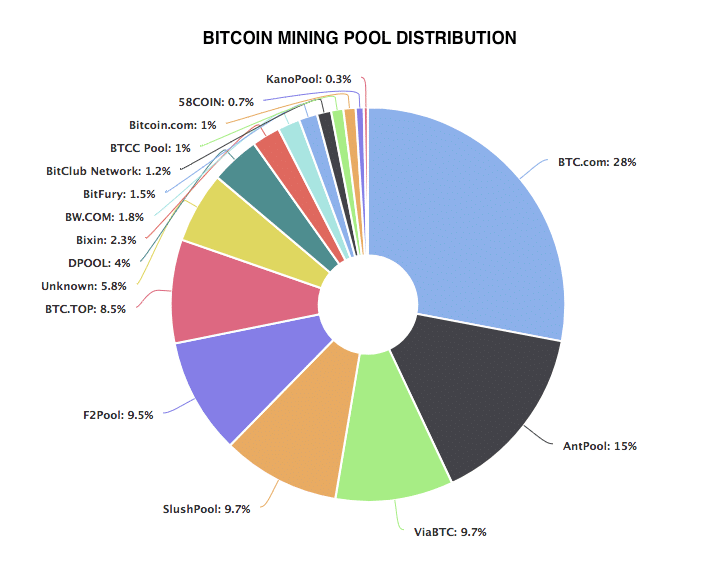 BITCOIN MINING POOL DISTRIBUTION
KanoPool: 0.3%
58COIN: 0.7%
Bitcoin.com: 1%
BTCC Pool: 1%
BitClub Network: 1.2%
BitFury: 1.5%
BW.COM: 1.8%
Bixin: 2.3%
DPOOL: 4%
Unknown: 5.8%
BTC.TOP: 8.5%
F2Pool: 9.5%
SlushPool: 9.7%
ViaBTC: 9.7%
AntPool: 15%
BTC.com: 28%